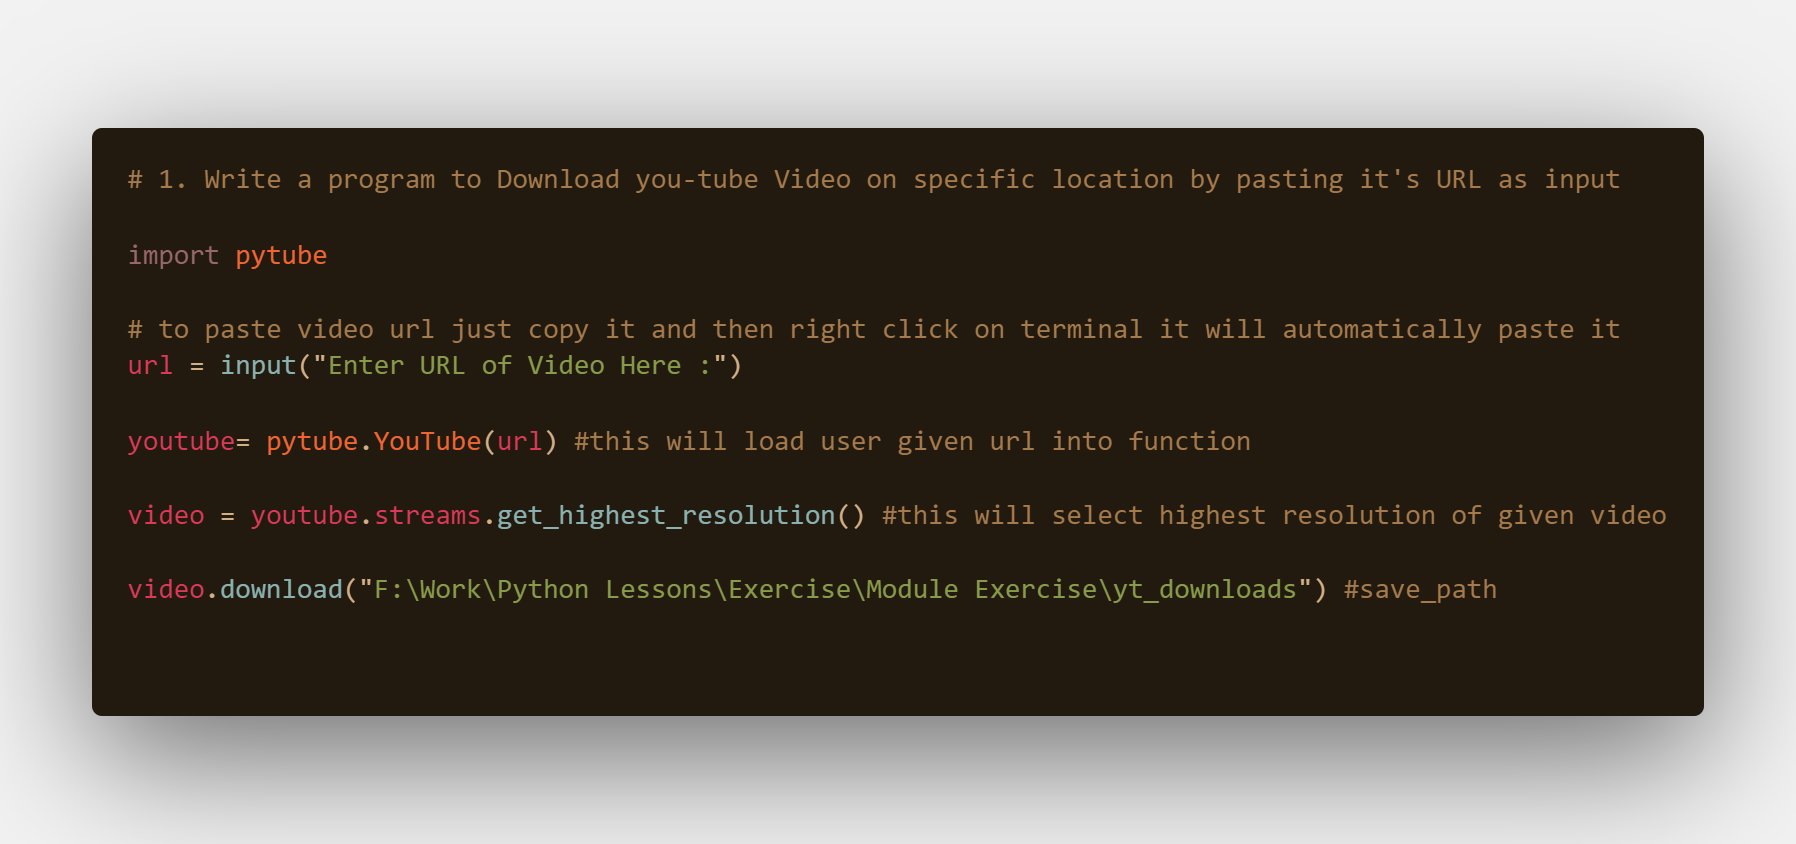 # 1. Write a program to Download you-tube Video on specific location by pasting it's URL as input
import pytube
# to paste video url just copy it and then right click on terminal it will automatically paste it
url = input("Enter URL of Video Here :")
youtube= pytube.YouTube(url) #this will load user given url into function
video = youtube.streams.get_highest_resolution() #this will select highest resolution of given video
video.download("F:\Work\Python Lessons\Exercise\Module Exercise\yt_downloads") #save_path